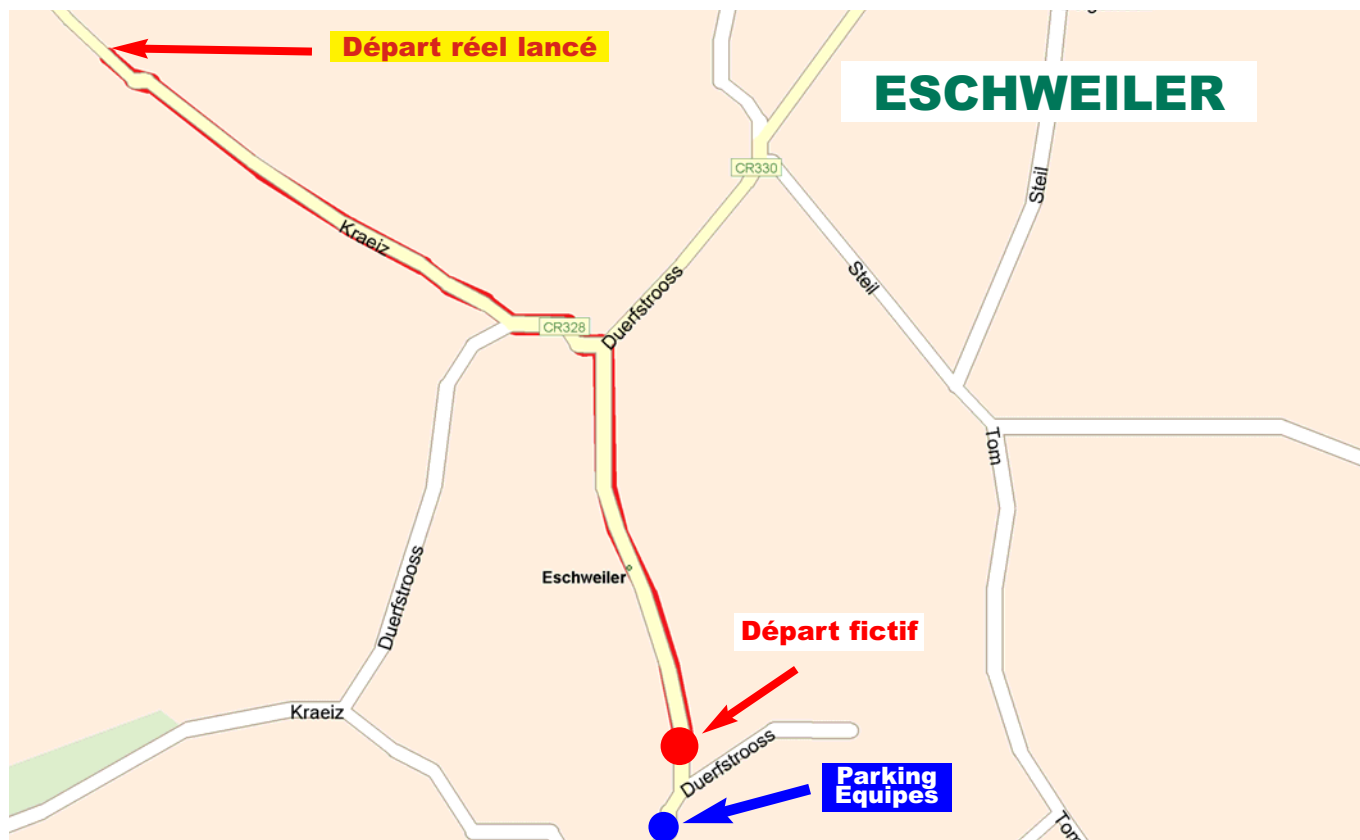 Départ réel lancé
ESCHWEILER
CR330
Steil
Kraeiz
Steil
Duerfstrooss
CR328
Tom
Duerfstrooss
Eschweiler
Départ fictif
Kraeiz
Duerfstrooss
Parking
Equipes
Tom